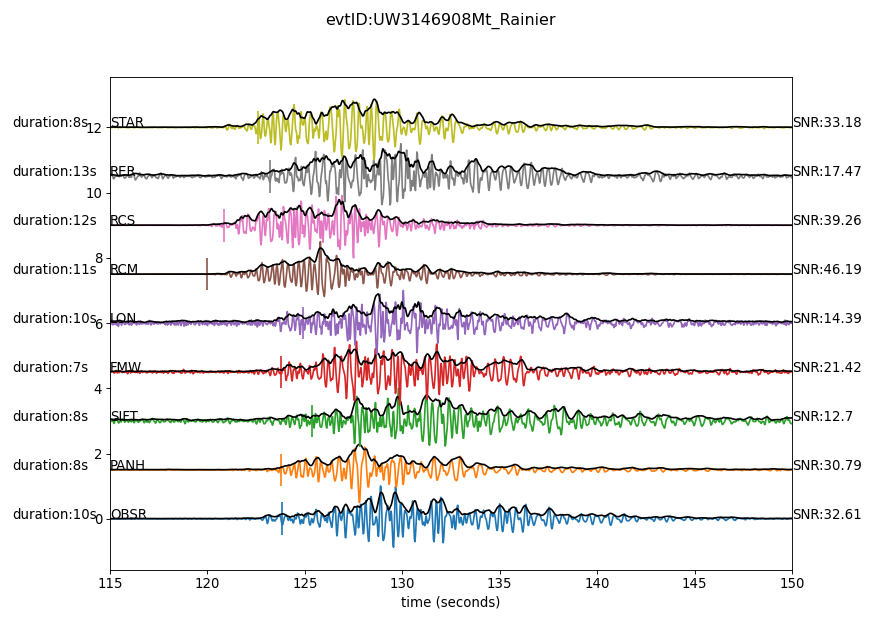 evtID:UW3146908Mt_Rainier
duration:8s STAR SNR:33.18
12
duration:13s RER SNR:17.47
10
duration:12s RCS SNR:39.26
8
duration:11s RCM SNR:46.19
duration:10s LON SNR:14.39
6
duration:7s FMW SNR:21.42
4
duration:8s SIFT SNR:12.7
2
duration:8s PANH SNR:30.79
duration:10s OBSR SNR:32.61
0
115 120 125 130 135 140 145 150
time (seconds)